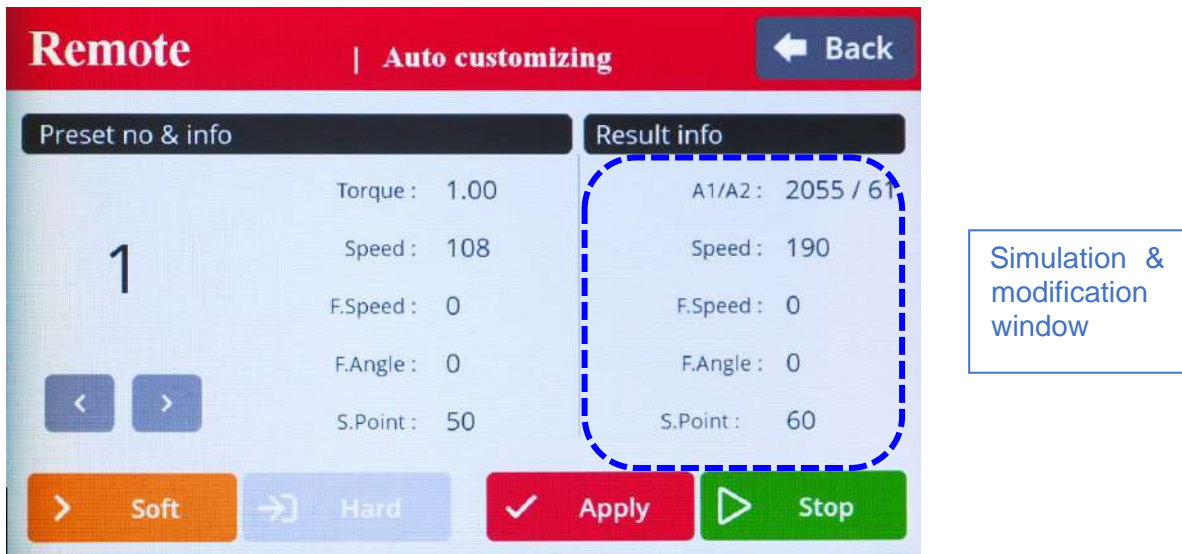 Remote
| Auto customizing
Back
Preset no & info
Result info
1
Torque : 1.00
Speed : 108
F.Speed : 0
F.Angle : 0
S.Point : 50
A1/A2 : 2055 / 61
Speed : 190
F.Speed : 0
F.Angle : 0
S.Point : 60
Soft
Hard
Apply
Stop
Simulation &
modification
window